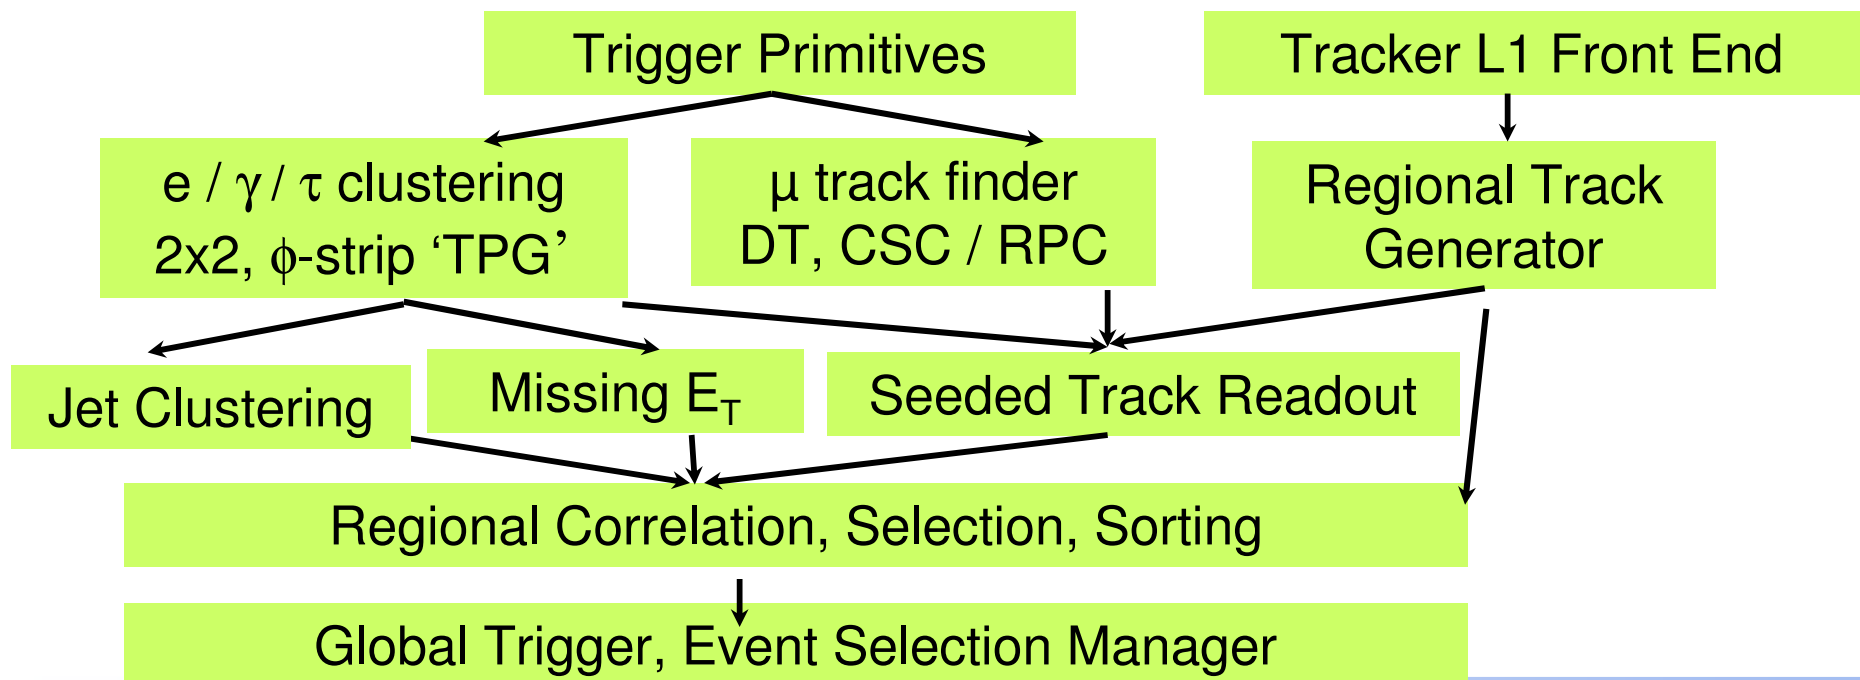 Trigger Primitives
Tracker L1 Front End
e / γ / τ clustering
2x2, ϕ-strip ‘TPG’
μ track finder
DT, CSC / RPC
Regional Track
Generator
Jet Clustering
Missing E_T
Seeded Track Readout
Regional Correlation, Selection, Sorting
Global Trigger, Event Selection Manager